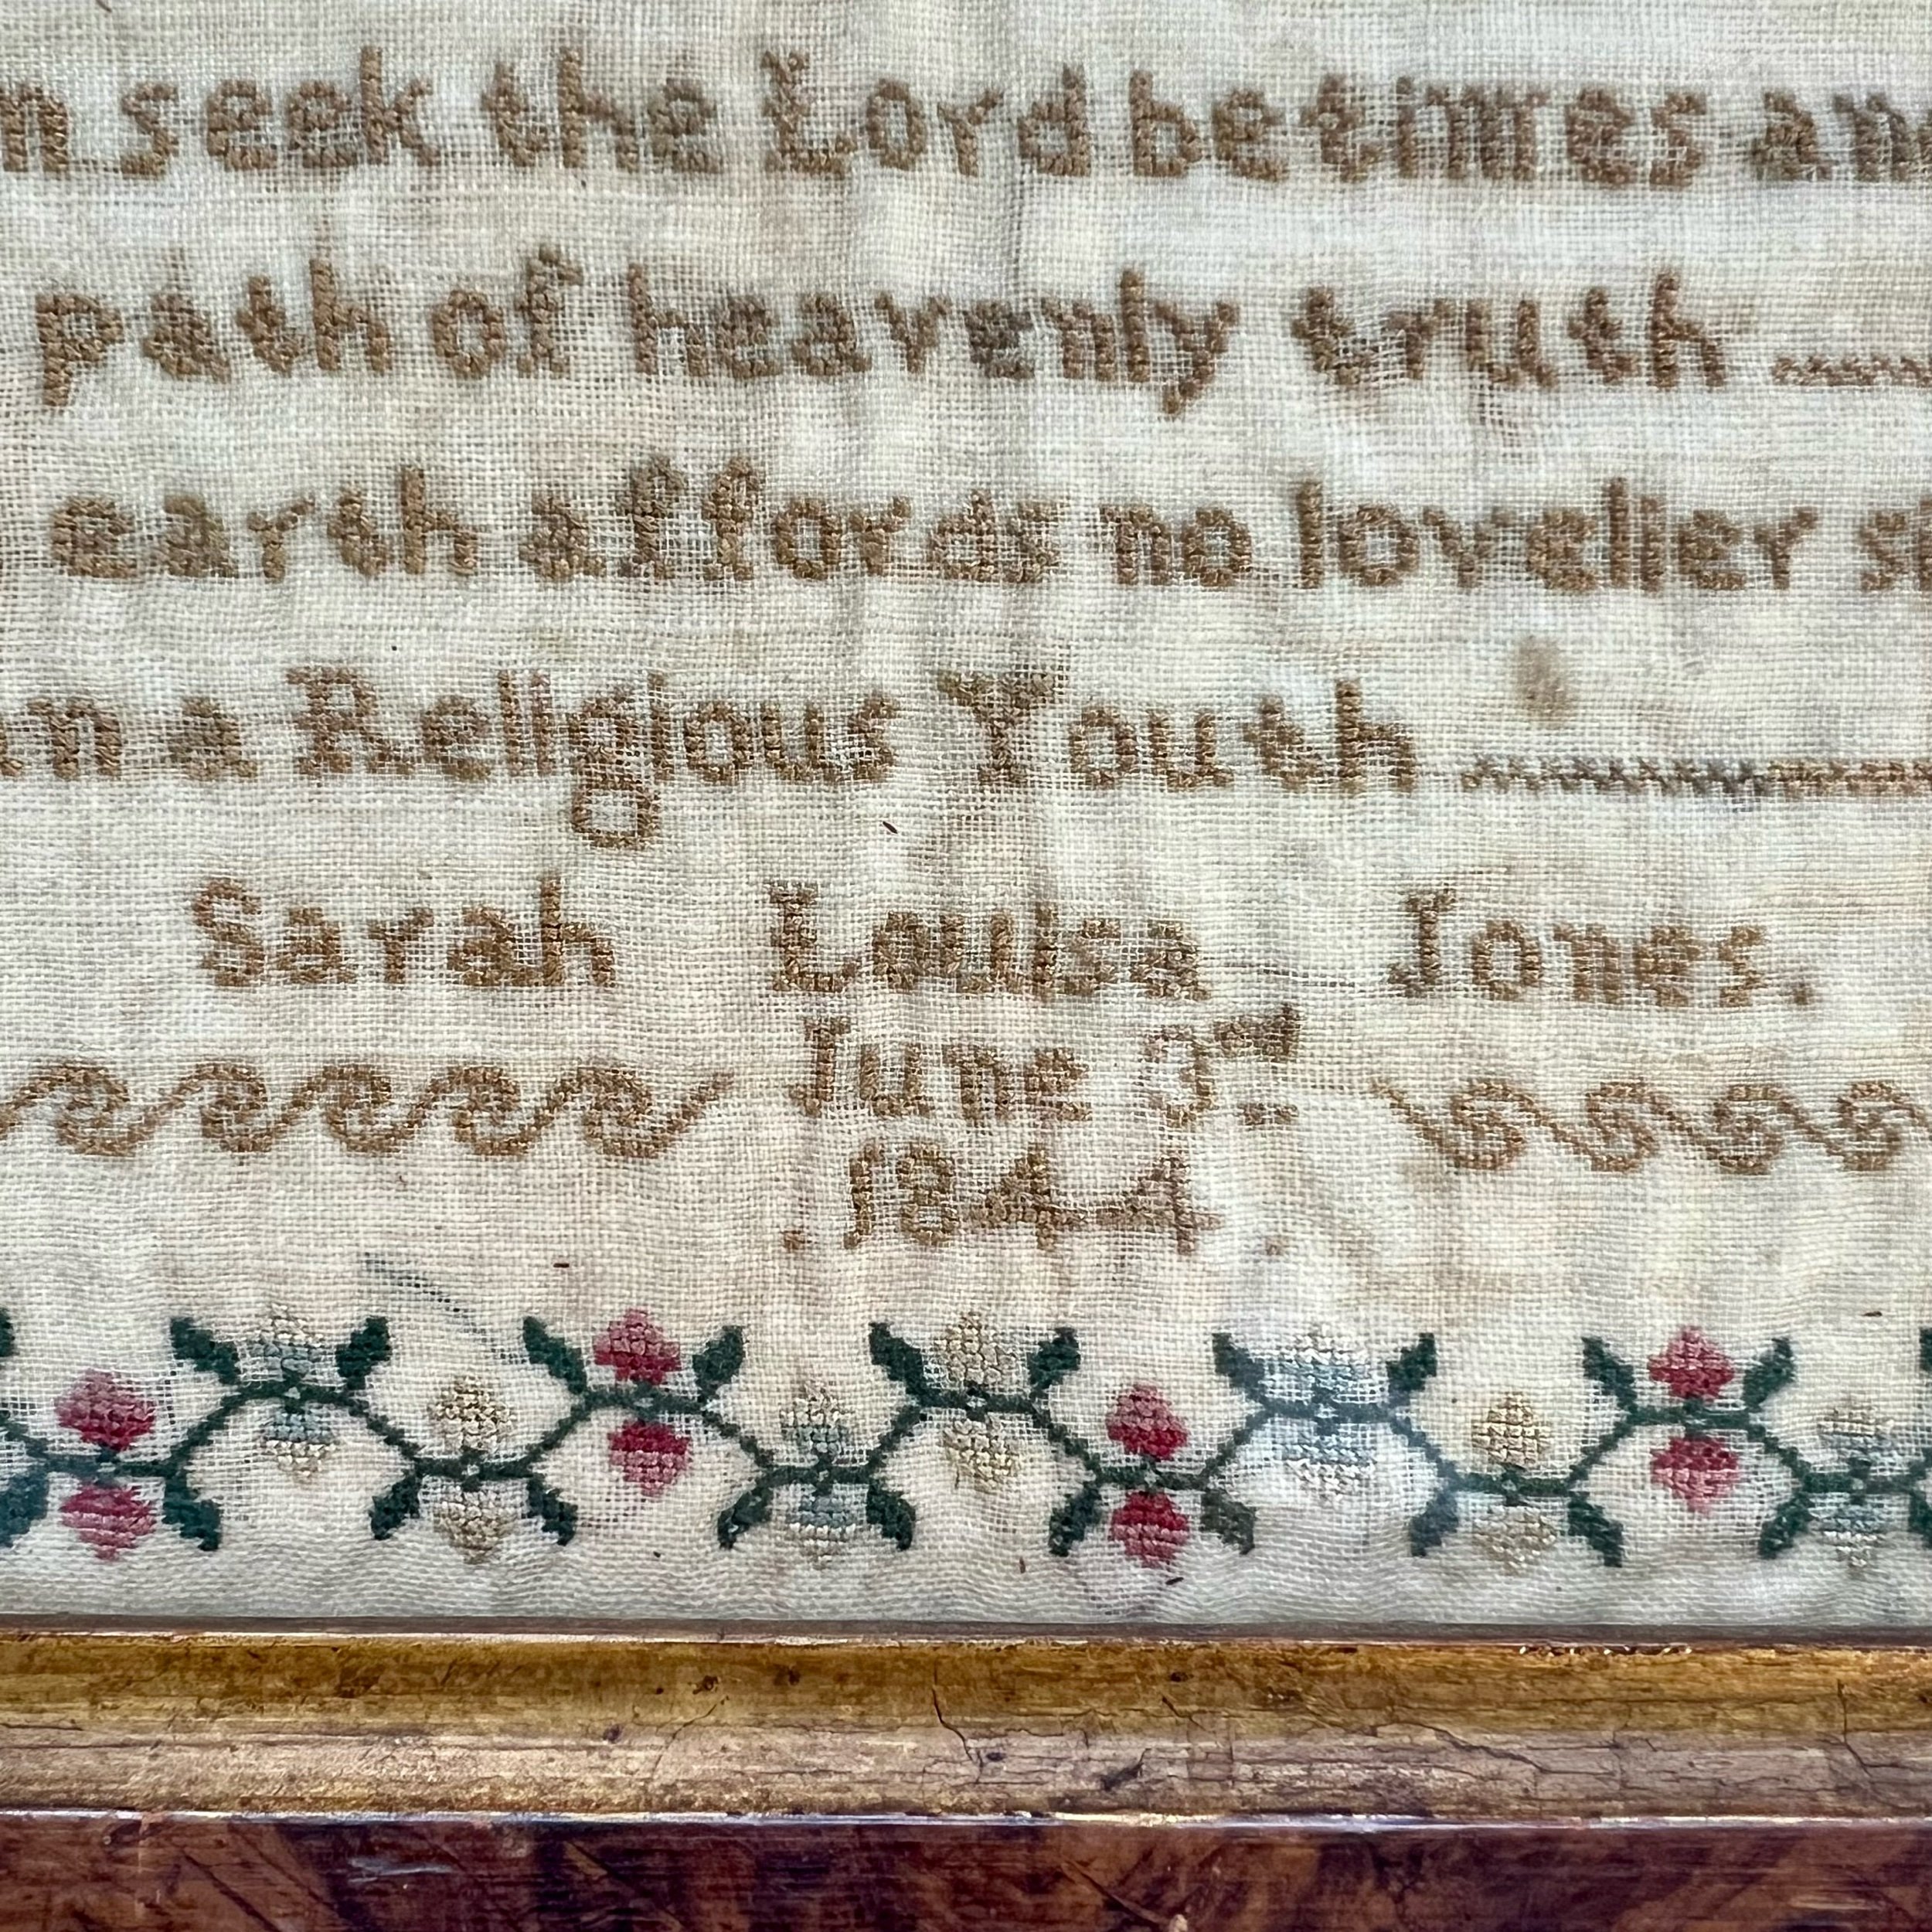 n seek the Lord betimes an
path of heavenly truth
earth affords no lovelier s
n a Religious Youth
Sarah Louisa Jones.
June 3rd
.1844.